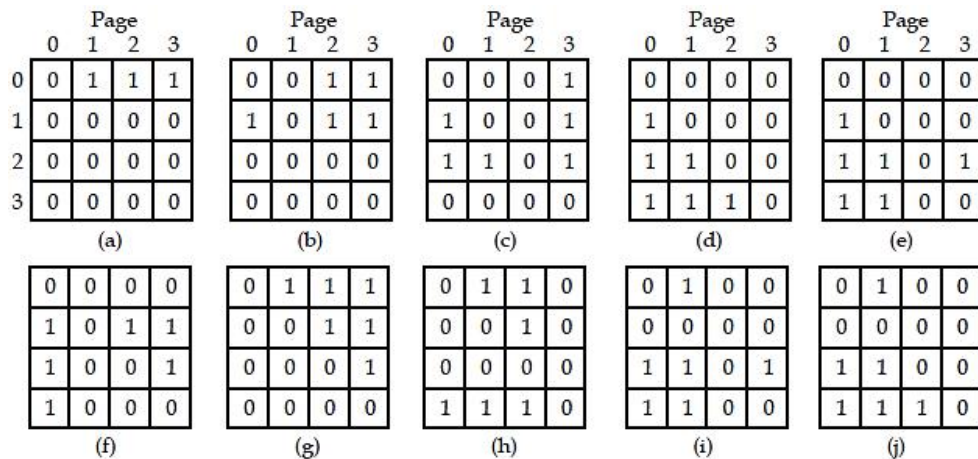 Page Page Page Page Page
0 1 2 3 0 1 2 3 0 1 2 3 0 1 2 3 0 1 2 3
0 0 1 1 1 0 0 1 1 0 0 0 1 0 0 0 0 0 0 0 0
1 0 0 0 0 1 0 1 1 1 0 0 1 1 0 0 0 1 0 0 0
2 0 0 0 0 0 0 0 0 1 1 0 1 1 1 0 0 1 1 0 1
3 0 0 0 0 0 0 0 0 0 0 0 0 1 1 1 0 1 1 0 0
(a) (b) (c) (d) (e)
0 0 0 0 0 1 1 1 0 1 1 0 0 1 0 0 0 1 0 0
1 0 1 1 0 0 1 1 0 0 1 0 0 0 0 0 0 0 0 0
1 0 0 1 0 0 0 1 0 0 0 0 1 1 0 1 1 1 0 0
1 0 0 0 0 0 0 0 1 1 1 0 1 1 0 0 1 1 1 0
(f) (g) (h) (i) (j)